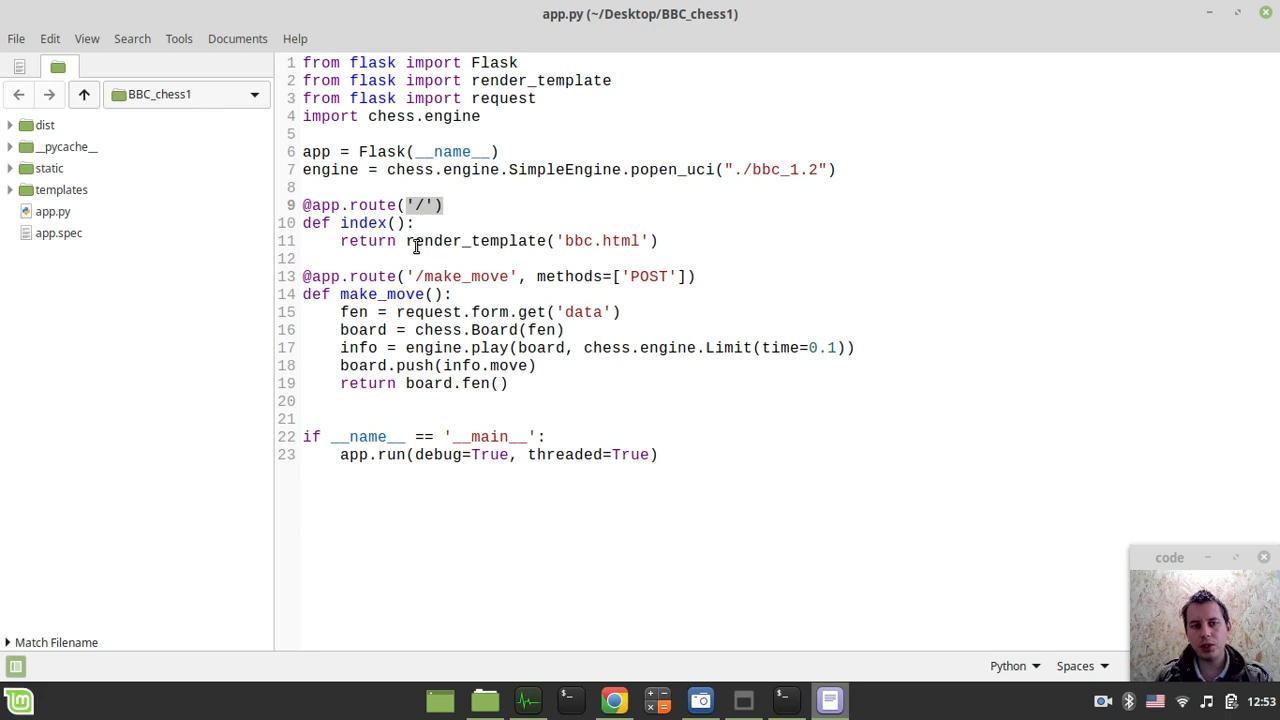 app.py (~/Desktop/BBC_chess1)
File Edit View Search Tools Documents Help
BBC_chess1
dist
__pycache__
static
templates
app.py
app.spec
Match Filename
1 from flask import Flask
2 from flask import render_template
3 from flask import request
4 import chess.engine
5
6 app = Flask(__name__)
7 engine = chess.engine.SimpleEngine.popen_uci("./bbc_1.2")
8
9 @app.route('/')
10 def index():
11     return render_template('bbc.html')
12
13 @app.route('/make_move', methods=['POST'])
14 def make_move():
15     fen = request.form.get('data')
16     board = chess.Board(fen)
17     info = engine.play(board, chess.engine.Limit(time=0.1))
18     board.push(info.move)
19     return board.fen()
20
21
22 if __name__ == '__main__':
23     app.run(debug=True, threaded=True)
code
Python Spaces
12:53